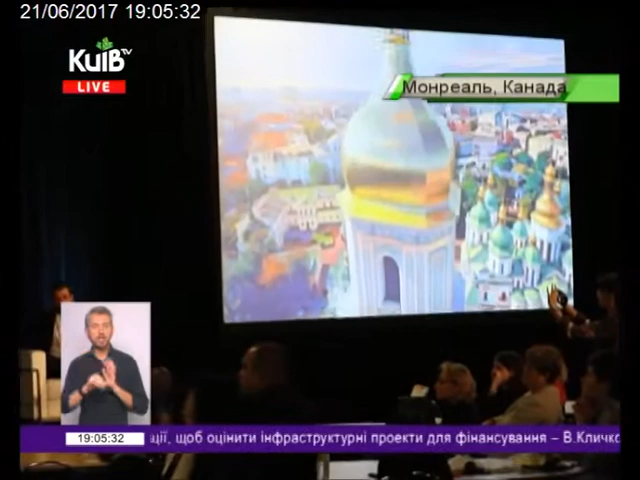 21/06/2017 19:05:32
КиїВ TV
LIVE
Монреаль, Канада
19:05:32 ції, щоб оцінити інфраструктурні проекти для фінансування – В.Кличко